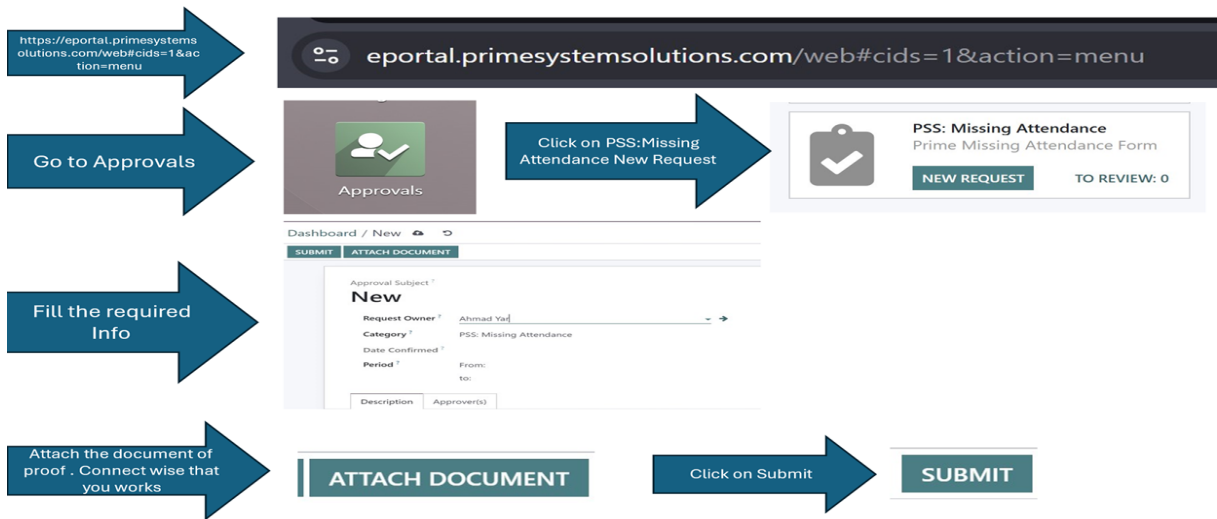 https://eportal.primesystems
olutions.com/web#cids=1&ac
tion=menu
eportal.primesystemsolutions.com/web#cids=1&action=menu
Go to Approvals
Approvals
Click on PSS:Missing
Attendance New Request
PSS: Missing Attendance
Prime Missing Attendance Form
NEW REQUEST TO REVIEW: 0
Fill the required
Info
Dashboard / New
SUBMIT ATTACH DOCUMENT
Approval Subject ?
New
Request Owner ? Ahmad Yar
Category ? PSS: Missing Attendance
Date Confirmed ?
Period ? From:
to:
Description Approver(s)
Attach the document of
proof . Connect wise that
you works
ATTACH DOCUMENT
Click on Submit
SUBMIT